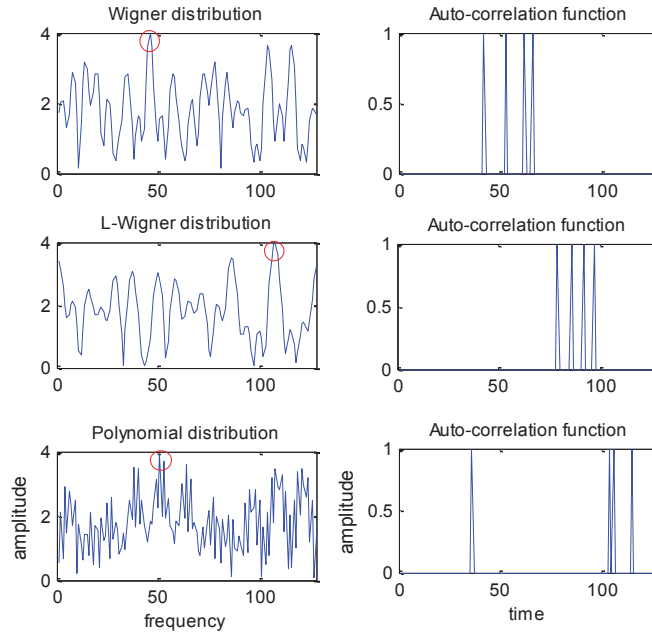 Wigner distribution
Auto-correlation function
4
2
0
0 50 100
1
0.5
0
0 50 100
L-Wigner distribution
Auto-correlation function
4
2
0
0 50 100
1
0.5
0
0 50 100
Polynomial distribution
Auto-correlation function
amplitude
4
2
0
0 50 100
frequency
amplitude
1
0.5
0
0 50 100
time